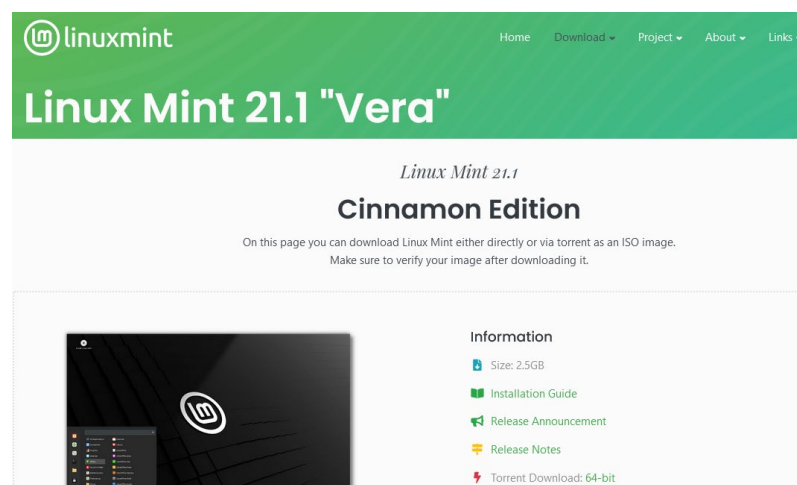 linuxmint
Home Download Project About Links
Linux Mint 21.1 "Vera"
Linux Mint 21.1
Cinnamon Edition
On this page you can download Linux Mint either directly or via torrent as an ISO image.
Make sure to verify your image after downloading it.
Information
Size: 2.5GB
Installation Guide
Release Announcement
Release Notes
Torrent Download: 64-bit